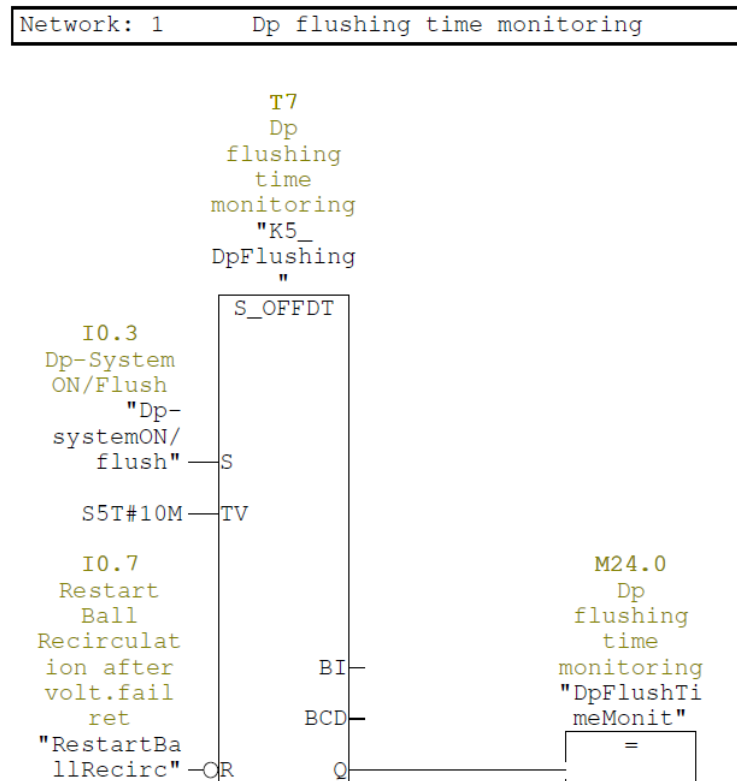 Network: 1 Dp flushing time monitoring
T7
Dp
flushing
time
monitoring
"K5_
DpFlushing
"
S_OFFDT
I0.3
Dp-System
ON/Flush
"Dp-
systemON/
flush"
S
S5T#10M
TV
I0.7
Restart
Ball
Recirculat
ion after
volt.fail
ret
"RestartBa
llRecirc"
R
BI
BCD
Q
M24.0
Dp
flushing
time
monitoring
"DpFlushTi
meMonit"
=